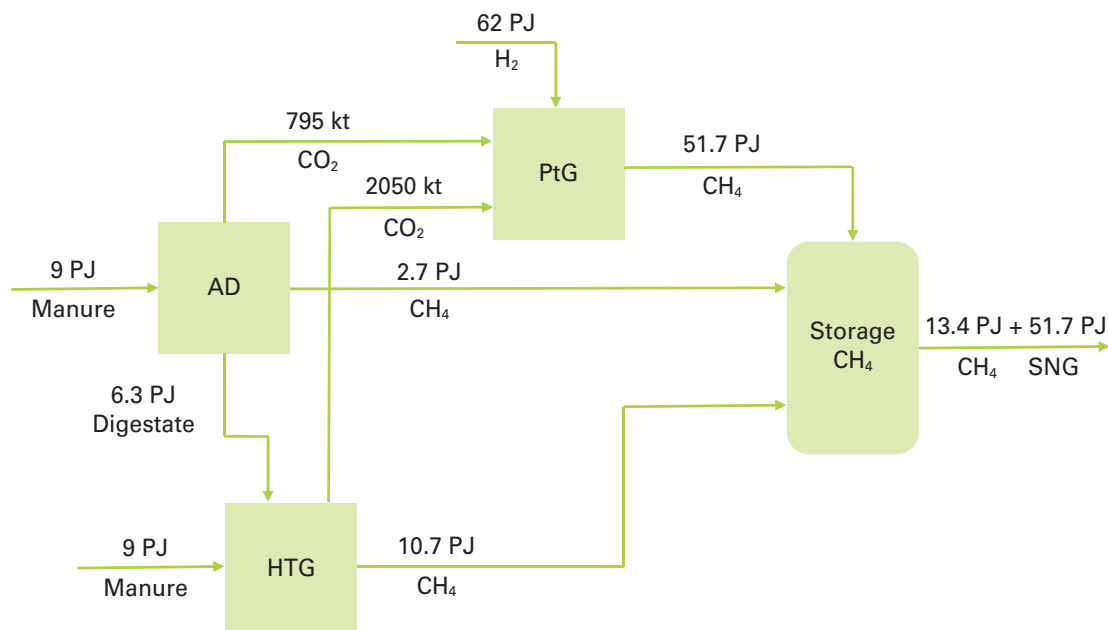 62 PJ
H₂
795 kt
CO₂
2050 kt
CO₂
PtG
51.7 PJ
CH₄
9 PJ
Manure
AD
2.7 PJ
CH₄
Storage
CH₄
13.4 PJ + 51.7 PJ
CH₄ SNG
6.3 PJ
Digestate
9 PJ
Manure
HTG
10.7 PJ
CH₄